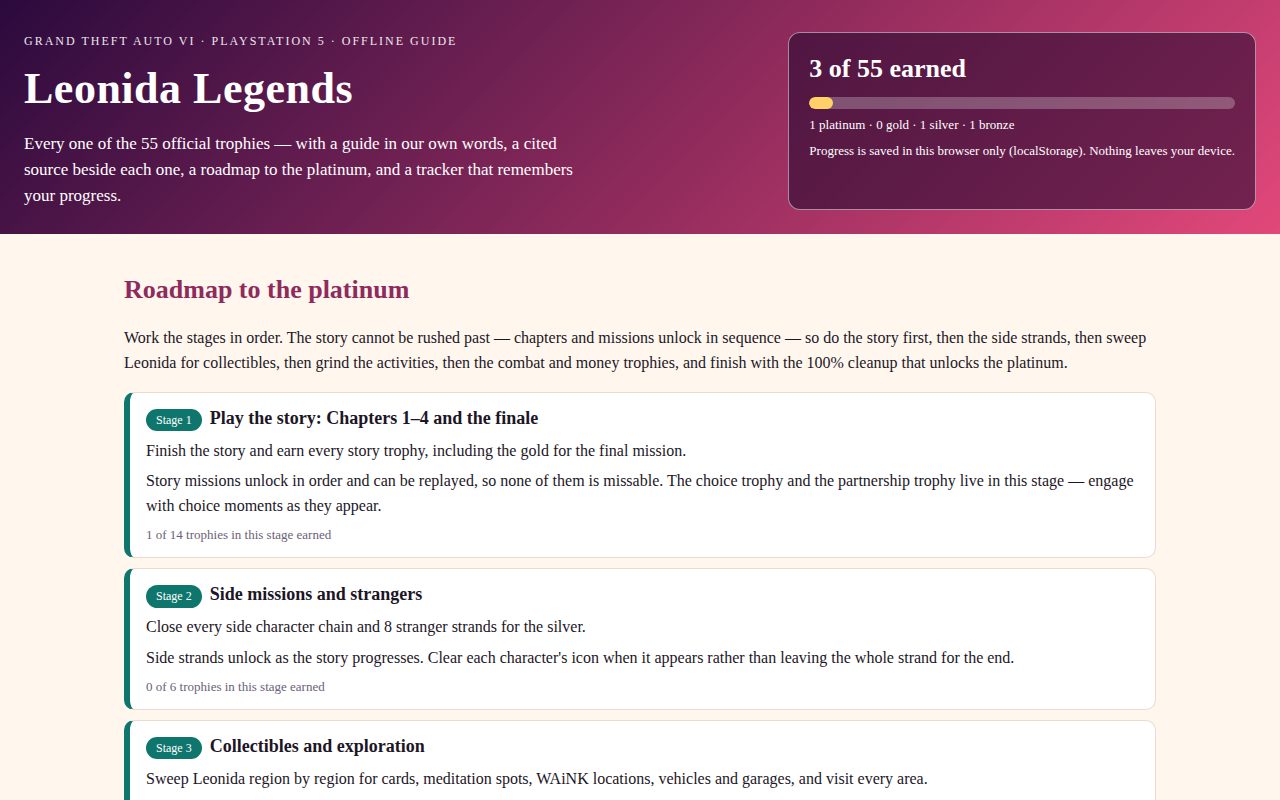 GRAND THEFT AUTO VI · PLAYSTATION 5 · OFFLINE GUIDE
Leonida Legends
Every one of the 55 official trophies — with a guide in our own words, a cited
source beside each one, a roadmap to the platinum, and a tracker that remembers
your progress.
3 of 55 earned
1 platinum · 0 gold · 1 silver · 1 bronze
Progress is saved in this browser only (localStorage). Nothing leaves your device.
Roadmap to the platinum
Work the stages in order. The story cannot be rushed past — chapters and missions unlock in sequence — so do the story first, then the side strands, then sweep
Leonida for collectibles, then grind the activities, then the combat and money trophies, and finish with the 100% cleanup that unlocks the platinum.
Stage 1 Play the story: Chapters 1–4 and the finale
Finish the story and earn every story trophy, including the gold for the final mission.
Story missions unlock in order and can be replayed, so none of them is missable. The choice trophy and the partnership trophy live in this stage — engage
with choice moments as they appear.
1 of 14 trophies in this stage earned
Stage 2 Side missions and strangers
Close every side character chain and 8 stranger strands for the silver.
Side strands unlock as the story progresses. Clear each character's icon when it appears rather than leaving the whole strand for the end.
0 of 6 trophies in this stage earned
Stage 3 Collectibles and exploration
Sweep Leonida region by region for cards, meditation spots, WAiNK locations, vehicles and garages, and visit every area.